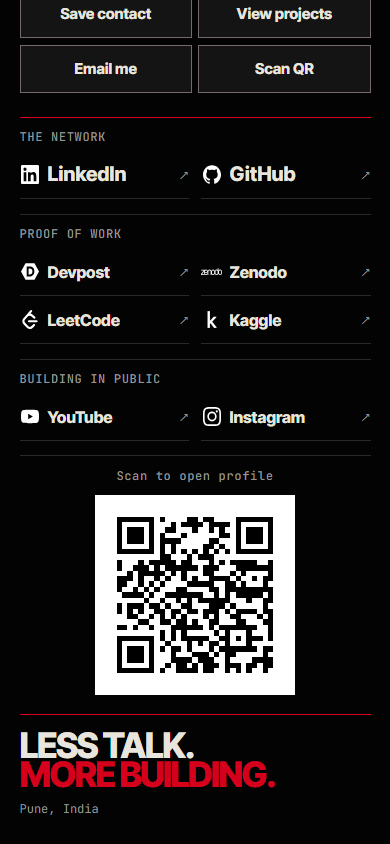 Save contact
View projects
Email me
Scan QR
THE NETWORK
LinkedIn
GitHub
PROOF OF WORK
Devpost
zenodo Zenodo
LeetCode
Kaggle
BUILDING IN PUBLIC
YouTube
Instagram
Scan to open profile
LESS TALK.
MORE BUILDING.
Pune, India